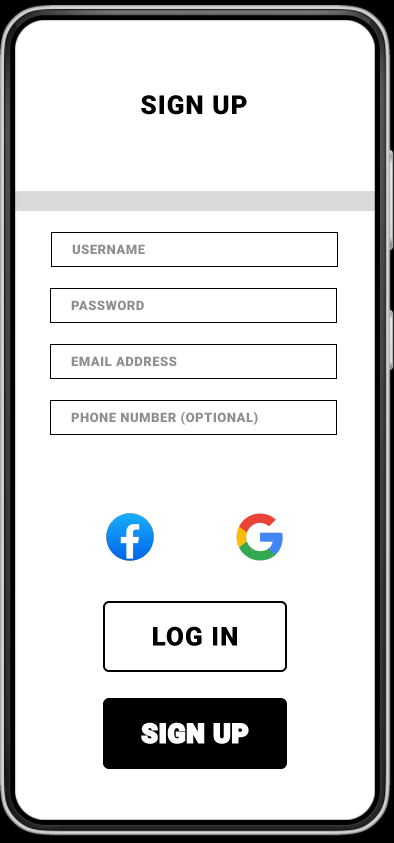 SIGN UP
USERNAME
PASSWORD
EMAIL ADDRESS
PHONE NUMBER (OPTIONAL)
LOG IN
SIGN UP